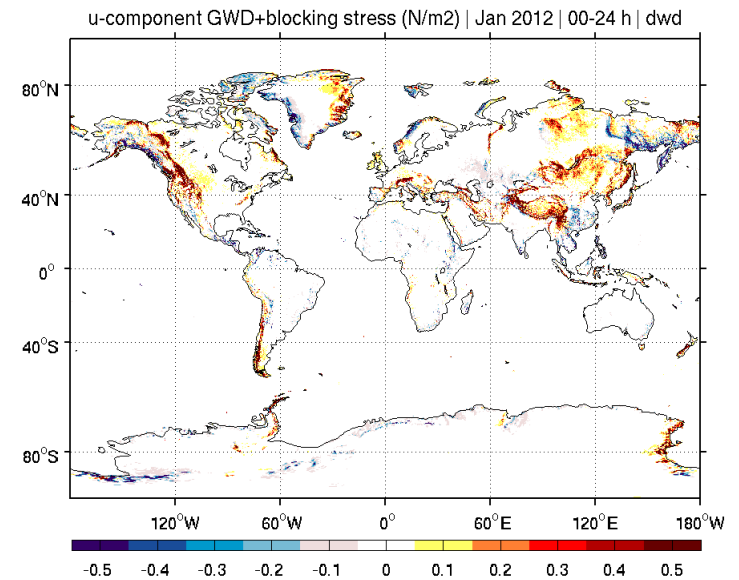 u-component GWD+blocking stress (N/m2) | Jan 2012 | 00-24 h | dwd
80°N
40°N
0°
40°S
80°S
120°W 60°W 0° 60°E 120°E 180°W
-0.5 -0.4 -0.3 -0.2 -0.1 0 0.1 0.2 0.3 0.4 0.5